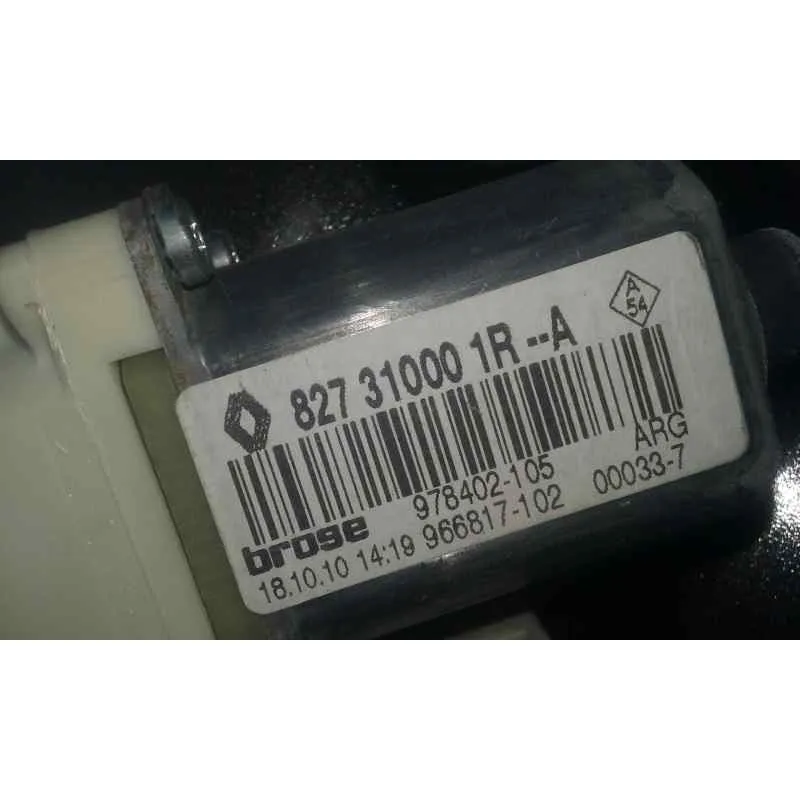 A
54
827 31000 1R--A
ARG
978402-105
00033-7
brose 966817-102
18.10.10 14:19